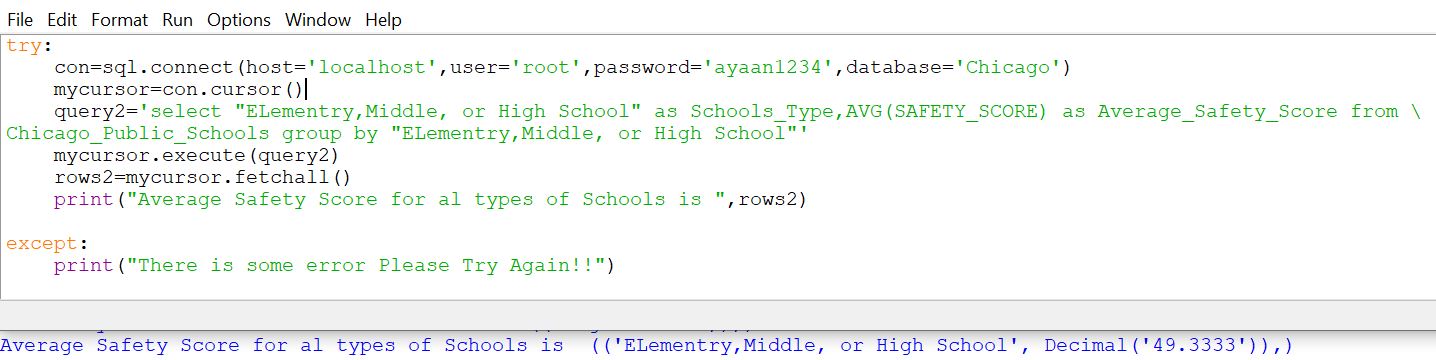 File Edit Format Run Options Window Help
try:
    con=sql.connect(host='localhost',user='root',password='ayaan1234',database='Chicago')
    mycursor=con.cursor()
    query2='select "ELementry,Middle, or High School" as Schools_Type,AVG(SAFETY_SCORE) as Average_Safety_Score from \
Chicago_Public_Schools group by "ELementry,Middle, or High School"'
    mycursor.execute(query2)
    rows2=mycursor.fetchall()
    print("Average Safety Score for al types of Schools is ",rows2)
except:
    print("There is some error Please Try Again!!")
Average Safety Score for al types of Schools is  (('ELementry,Middle, or High School', Decimal('49.3333')),)